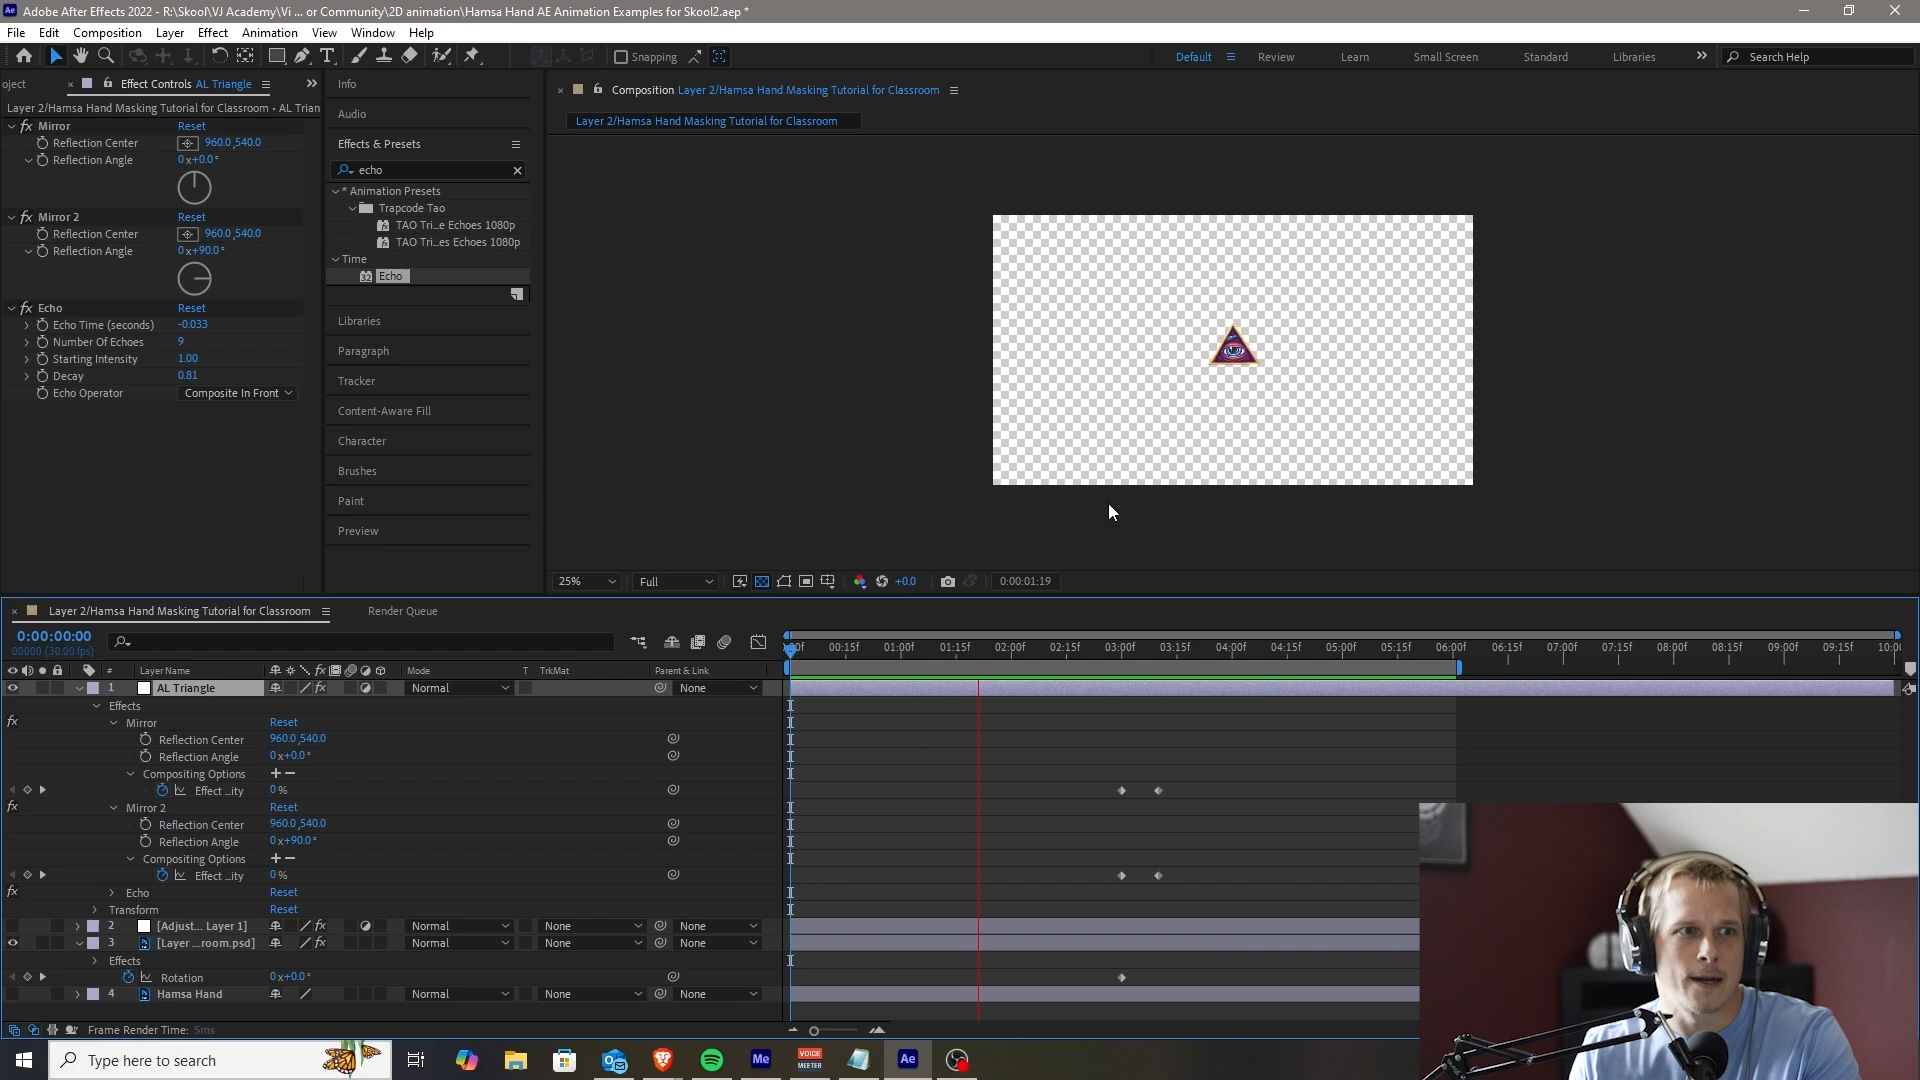 Adobe After Effects 2022 - R:\Skool\VJ Academy\Vi ... or Community\2D animation\Hamsa Hand AE Animation Examples for Skool2.aep *
File Edit Composition Layer Effect Animation View Window Help
Snapping
Default Review Learn Small Screen Standard Libraries Search Help
oject Effect Controls AL Triangle
Layer 2/Hamsa Hand Masking Tutorial for Classroom • AL Trian
Mirror Reset
Reflection Center 960.0,540.0
Reflection Angle 0x+0.0°
Mirror 2 Reset
Reflection Center 960.0,540.0
Reflection Angle 0x+90.0°
Echo Reset
Echo Time (seconds) -0.033
Number Of Echoes 9
Starting Intensity 1.00
Decay 0.81
Echo Operator Composite In Front
Info
Audio
Effects & Presets
echo
* Animation Presets
Trapcode Tao
TAO Tri...e Echoes 1080p
TAO Tri...es Echoes 1080p
Time
32 Echo
Libraries
Paragraph
Tracker
Content-Aware Fill
Character
Brushes
Paint
Preview
Composition Layer 2/Hamsa Hand Masking Tutorial for Classroom
Layer 2/Hamsa Hand Masking Tutorial for Classroom
25% Full +0.0 0:00:01:19
Layer 2/Hamsa Hand Masking Tutorial for Classroom Render Queue
0:00:00:00
00000 (30.00 fps)
00:15f 01:00f 01:15f 02:00f 02:15f 03:00f 03:15f 04:00f 04:15f 05:00f 05:15f 06:00f 06:15f 07:00f 07:15f 08:00f 08:15f 09:00f 09:15f 10:0
# Layer Name Mode T TrkMat Parent & Link
1 AL Triangle Normal None
Effects
Mirror Reset
Reflection Center 960.0,540.0
Reflection Angle 0x+0.0°
Compositing Options + −
Effect ...ity 0%
Mirror 2 Reset
Reflection Center 960.0,540.0
Reflection Angle 0x+90.0°
Compositing Options + −
Effect ...ity 0%
Echo Reset
Transform Reset
2 [Adjust... Layer 1] Normal None None
3 [Layer ...room.psd] Normal None None
Effects
Rotation 0x+0.0°
4 Hamsa Hand Normal None None
Frame Render Time: 5ms
Type here to search
Me
VOICE MEETER
Ae